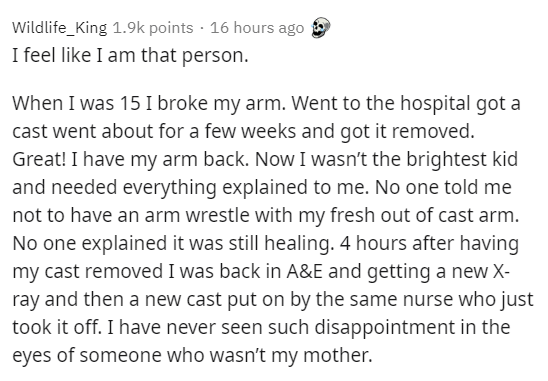 Wildlife_King 1.9k points · 16 hours ago
I feel like I am that person.
When I was 15 I broke my arm. Went to the hospital got a
cast went about for a few weeks and got it removed.
Great! I have my arm back. Now I wasn’t the brightest kid
and needed everything explained to me. No one told me
not to have an arm wrestle with my fresh out of cast arm.
No one explained it was still healing. 4 hours after having
my cast removed I was back in A&E and getting a new X-
ray and then a new cast put on by the same nurse who just
took it off. I have never seen such disappointment in the
eyes of someone who wasn’t my mother.